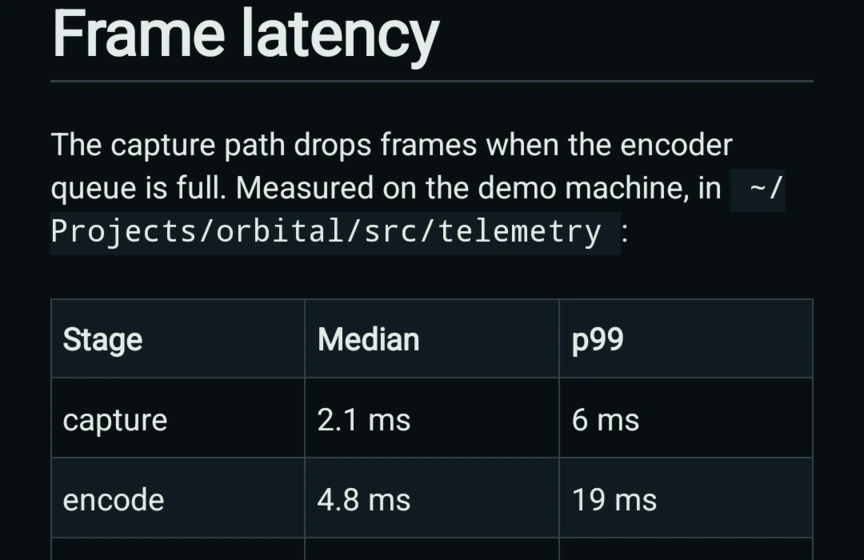 Frame latency
The capture path drops frames when the encoder
queue is full. Measured on the demo machine, in ~/
Projects/orbital/src/telemetry :
Stage Median p99
capture 2.1 ms 6 ms
encode 4.8 ms 19 ms